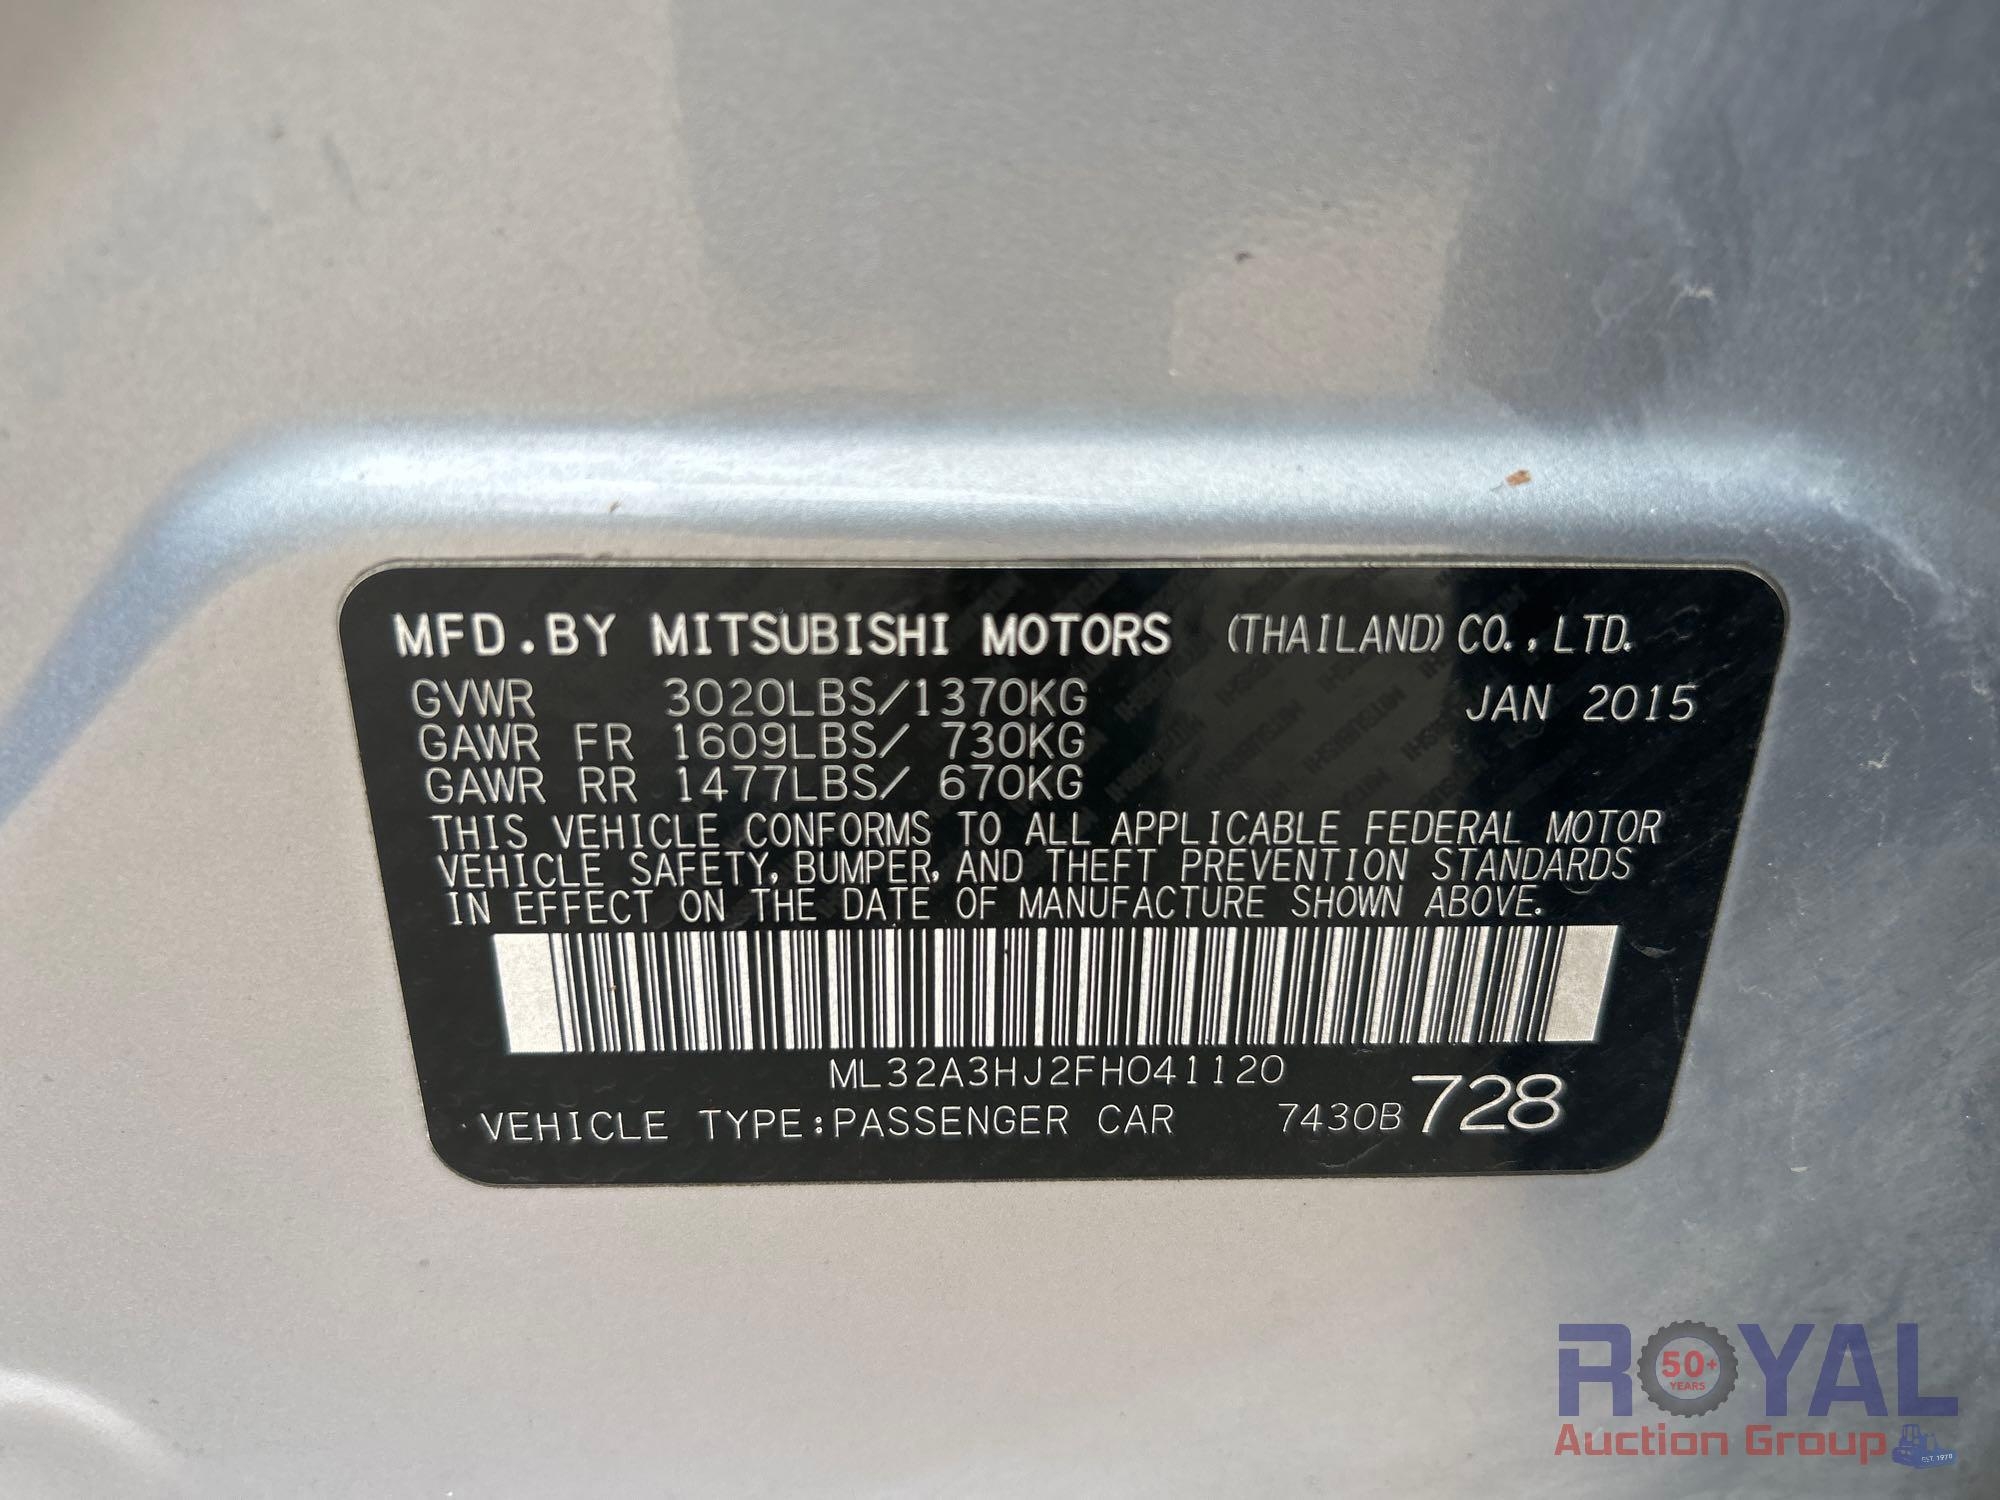 MFD.BY MITSUBISHI MOTORS (THAILAND) CO., LTD.
GVWR 3020LBS/1370KG JAN 2015
GAWR FR 1609LBS/ 730KG
GAWR RR 1477LBS/ 670KG
THIS VEHICLE CONFORMS TO ALL APPLICABLE FEDERAL MOTOR
VEHICLE SAFETY, BUMPER, AND THEFT PREVENTION STANDARDS
IN EFFECT ON THE DATE OF MANUFACTURE SHOWN ABOVE.
ML32A3HJ2FH041120
VEHICLE TYPE:PASSENGER CAR 7430B 728
ROYAL
50+
YEARS
Auction Group
EST. 1970